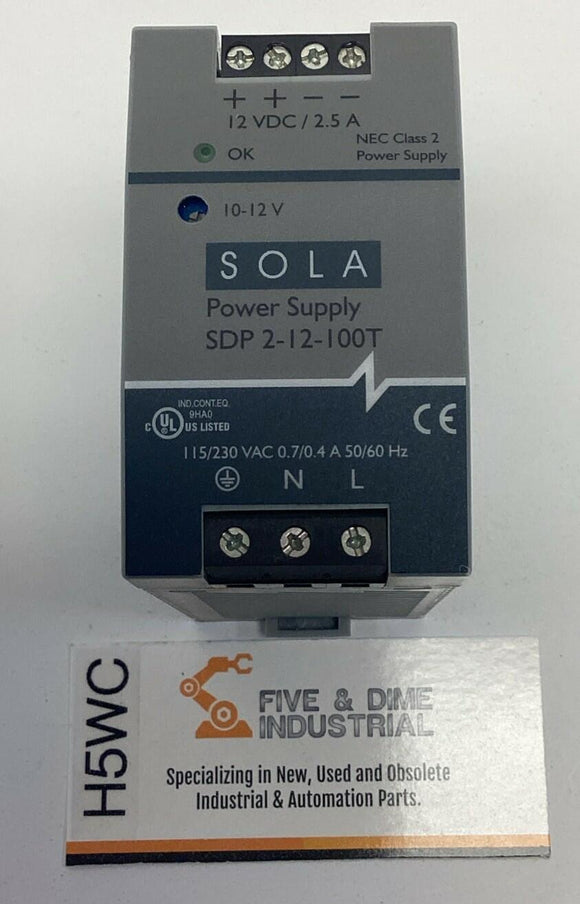 + + − −
12 VDC / 2.5 A
OK
NEC Class 2
Power Supply
10-12 V
SOLA
Power Supply
SDP 2-12-100T
IND.CONT.EQ.
9HA0
C UL US LISTED
CE
115/230 VAC 0.7/0.4 A 50/60 Hz
N L
H5WC
FIVE & DIME
INDUSTRIAL
Specializing in New, Used and Obsolete
Industrial & Automation Parts.